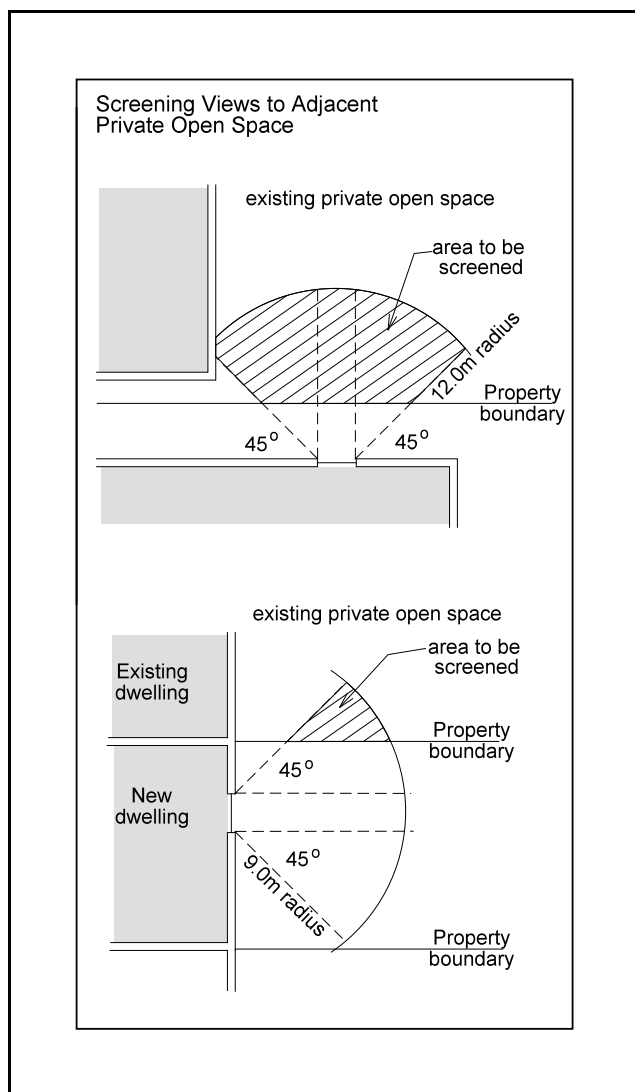 Screening Views to Adjacent
Private Open Space
existing private open space
area to be
screened
12.0m radius
Property
boundary
45°
45°
existing private open space
area to be
screened
Existing
dwelling
Property
boundary
45°
New
dwelling
45°
9.0m radius
Property
boundary